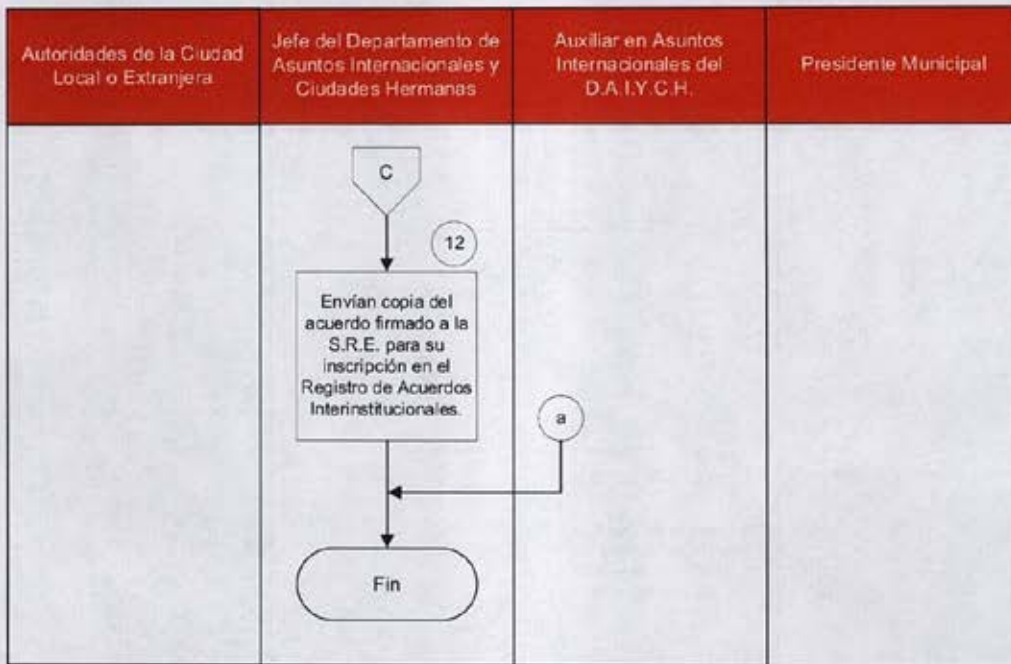 Autoridades de la Ciudad
Local o Extranjera
Jefe del Departamento de
Asuntos Internacionales y
Ciudades Hermanas
Auxiliar en Asuntos
Internacionales del
D.A.I.Y.C.H.
Presidente Municipal
C
12
Envían copia del
acuerdo firmado a la
S.R.E. para su
inscripción en el
Registro de Acuerdos
Interinstitucionales.
a
Fin